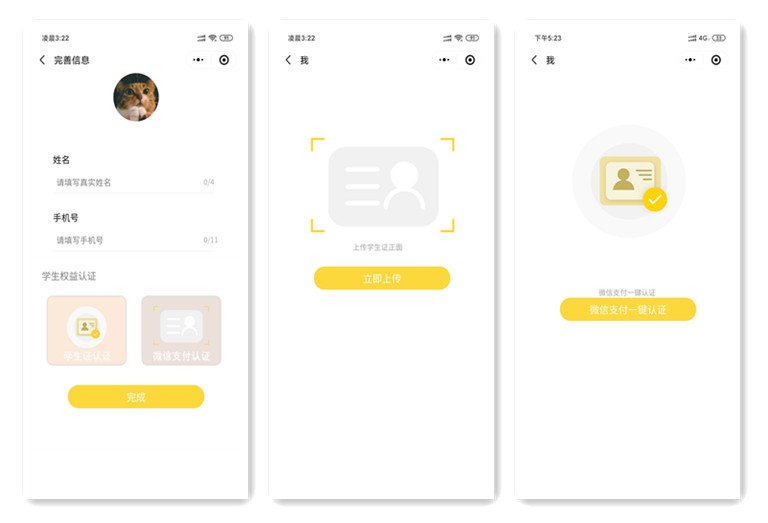 凌晨3:22
91
完善信息
姓名
请填写真实姓名
0/4
手机号
请填写手机号
0/11
学生权益认证
学生证认证
微信支付认证
完成
凌晨3:22
91
我
上传学生证正面
立即上传
下午5:23
4G
33
我
微信支付一键认证
微信支付一键认证